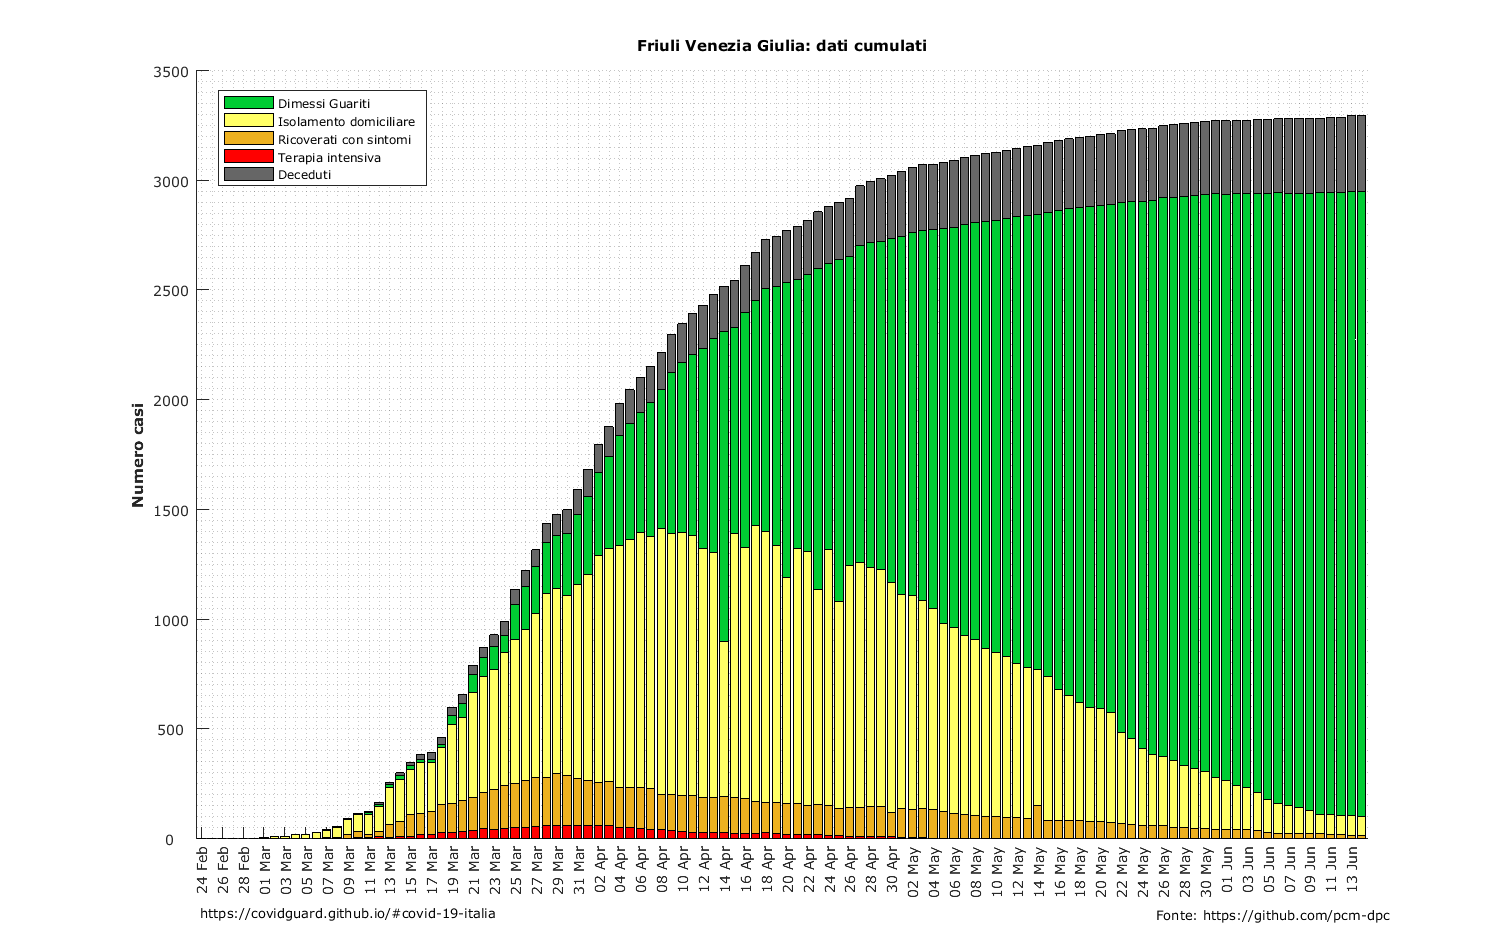 Friuli Venezia Giulia: dati cumulati
3500
3000
2500
2000
1500
1000
500
0
Numero casi
Dimessi Guariti
Isolamento domiciliare
Ricoverati con sintomi
Terapia intensiva
Deceduti
24 Feb
26 Feb
28 Feb
01 Mar
03 Mar
05 Mar
07 Mar
09 Mar
11 Mar
13 Mar
15 Mar
17 Mar
19 Mar
21 Mar
23 Mar
25 Mar
27 Mar
29 Mar
31 Mar
02 Apr
04 Apr
06 Apr
08 Apr
10 Apr
12 Apr
14 Apr
16 Apr
18 Apr
20 Apr
22 Apr
24 Apr
26 Apr
28 Apr
30 Apr
02 May
04 May
06 May
08 May
10 May
12 May
14 May
16 May
18 May
20 May
22 May
24 May
26 May
28 May
30 May
01 Jun
03 Jun
05 Jun
07 Jun
09 Jun
11 Jun
13 Jun
https://covidguard.github.io/#covid-19-italia
Fonte: https://github.com/pcm-dpc